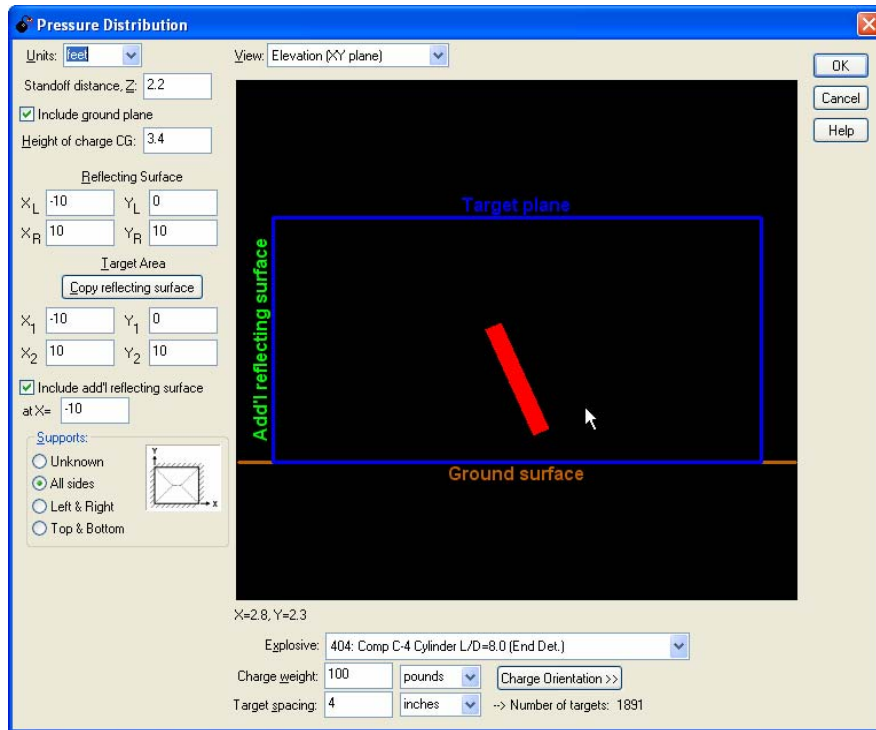 Pressure Distribution
Units: feet
View: Elevation (XY plane)
OK
Standoff distance, Z: 2.2
Cancel
Include ground plane
Help
Height of charge CG: 3.4
Reflecting Surface
XL -10 YL 0
XR 10 YR 10
Target Area
Copy reflecting surface
X1 -10 Y1 0
X2 10 Y2 10
Include add'l reflecting surface
at X= -10
Supports:
Unknown
All sides
Left & Right
Top & Bottom
Y
x
Target plane
Add'l reflecting surface
Ground surface
X=2.8, Y=2.3
Explosive: 404: Comp C-4 Cylinder L/D=8.0 (End Det.)
Charge weight: 100 pounds Charge Orientation >>
Target spacing: 4 inches --> Number of targets: 1891